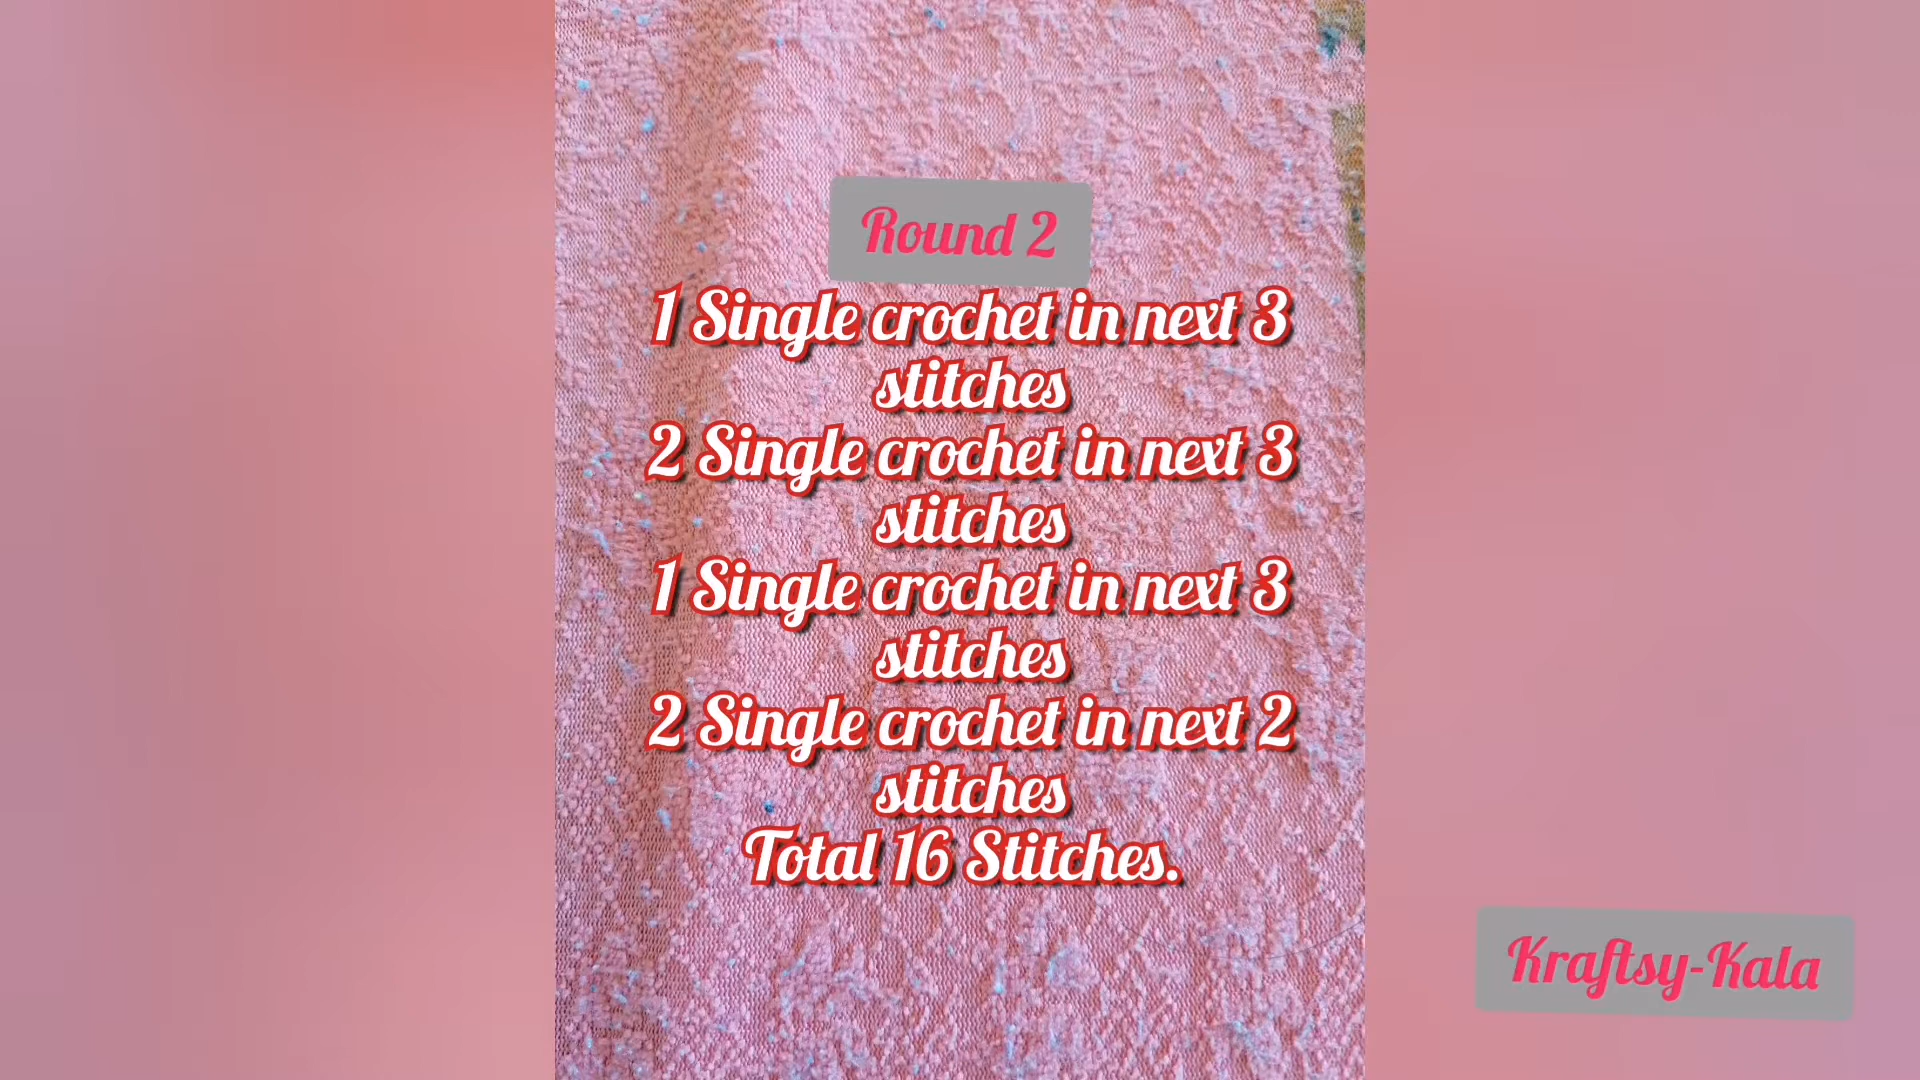 Round 2
1 Single crochet in next 3
stitches
2 Single crochet in next 3
stitches
1 Single crochet in next 3
stitches
2 Single crochet in next 2
stitches
Total 16 Stitches.
Kraftsy-Kala